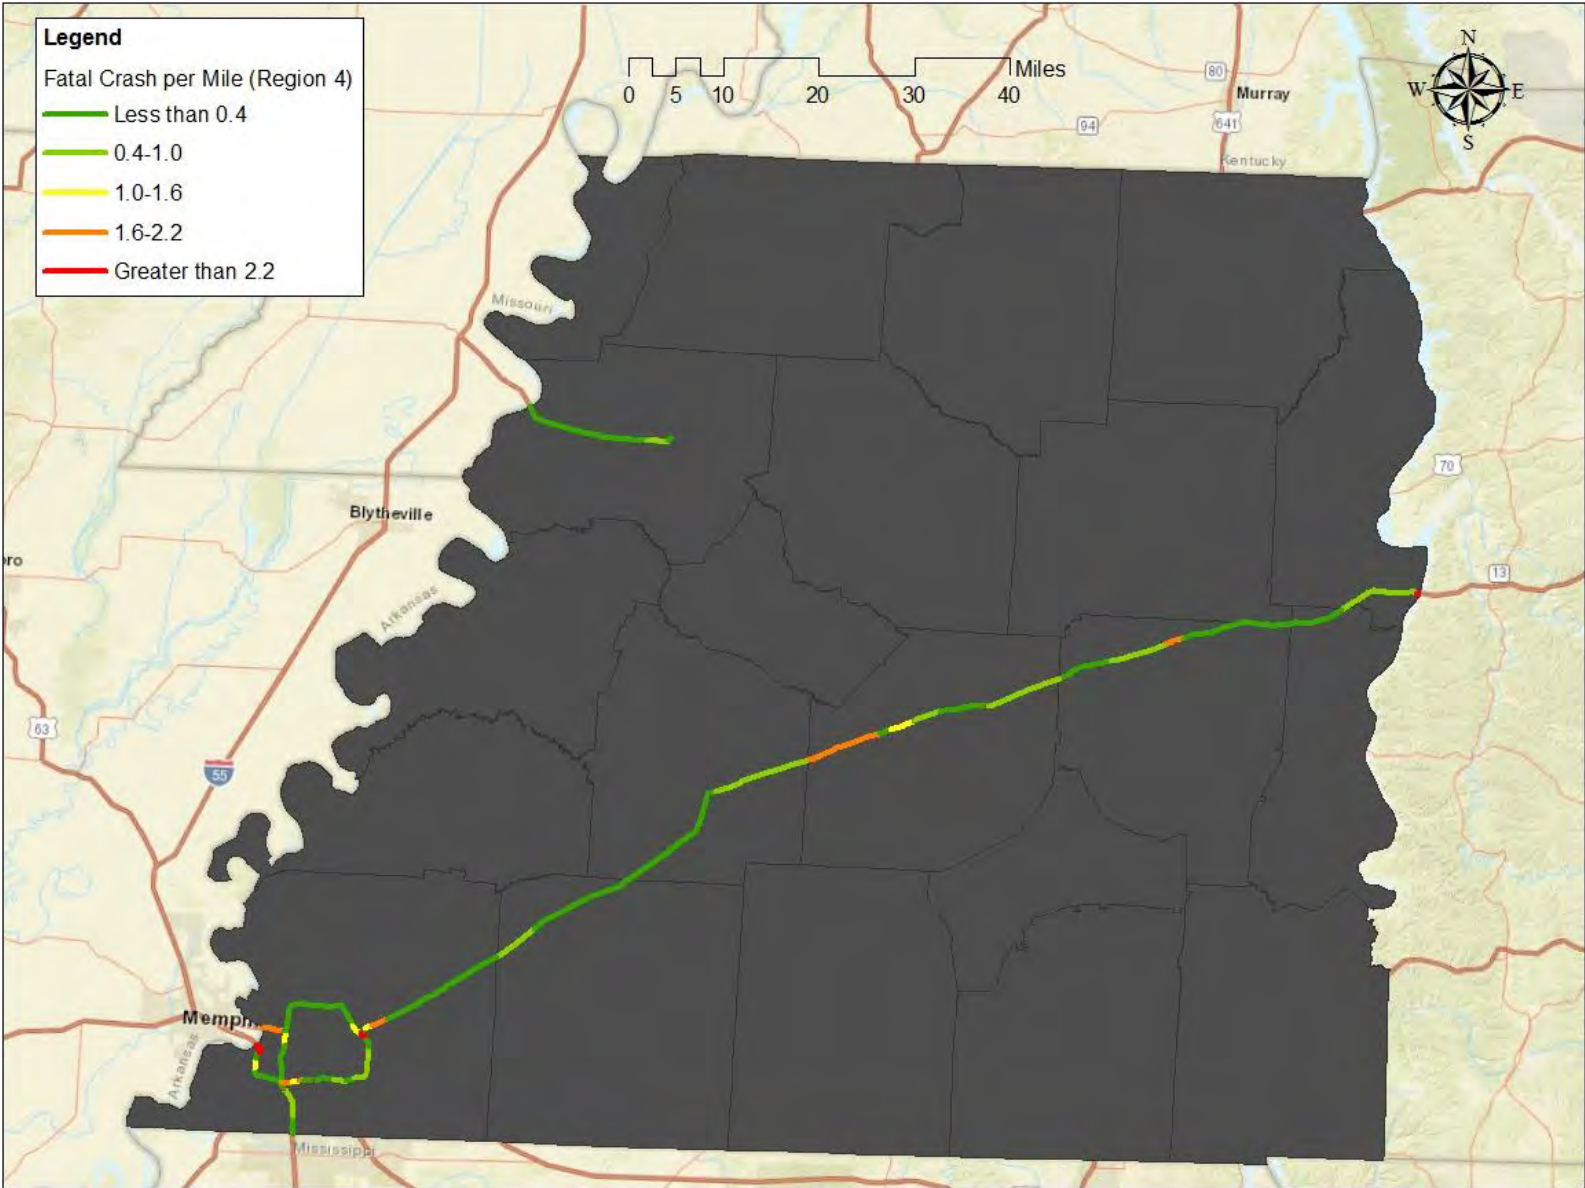 Legend
Fatal Crash per Mile (Region 4)
Less than 0.4
0.4-1.0
1.0-1.6
1.6-2.2
Greater than 2.2
Miles
0 5 10 20 30 40
N
W E
S
80
Murray
94
641
Kentucky
Missouri
70
Blytheville
ro
13
Arkansas
63
55
Memph
Arkansas
Mississippi